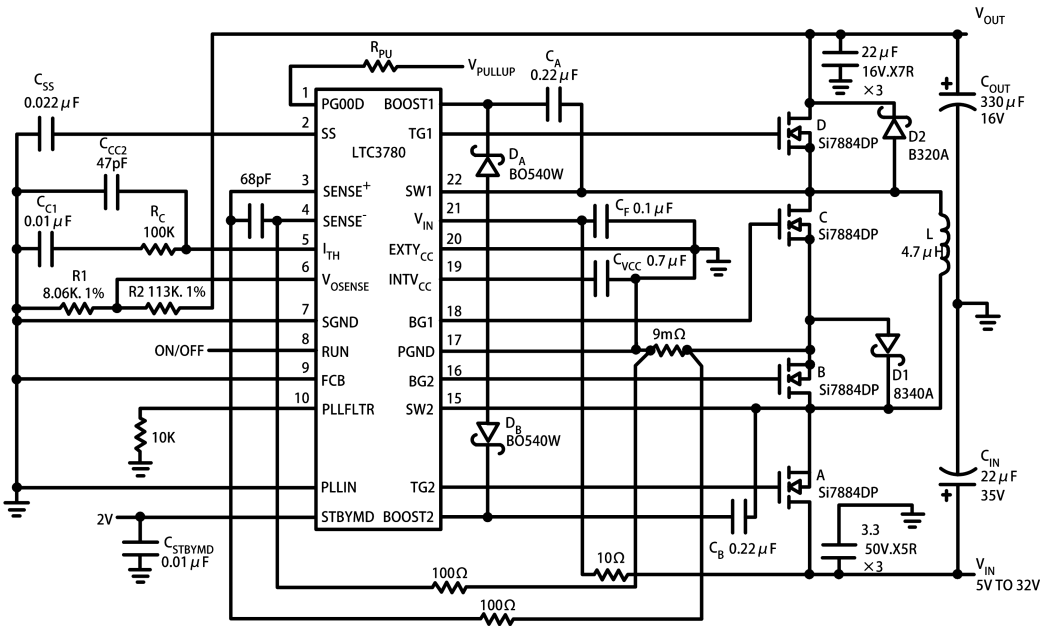 V_OUT
R_PU
V_PULLUP
C_A
0.22μF
22μF
16V.X7R
×3
C_OUT
330μF
16V
C_SS
0.022μF
1
PG00D
BOOST1
2
SS
TG1
D
Si7884DP
D2
B320A
LTC3780
C_CC2
47pF
D_A
BO540W
68pF
3
SENSE+
22
SW1
C_C1
0.01μF
R_C
100K
4
SENSE-
21
V_IN
C_F 0.1μF
C
Si7884DP
5
I_TH
20
EXTY_CC
L
4.7μH
6
V_OSENSE
19
INTV_CC
C_VCC 0.7μF
R1
8.06K. 1%
R2 113K. 1%
7
SGND
18
BG1
9mΩ
ON/OFF
8
RUN
17
PGND
9
FCB
16
BG2
B
Si7884DP
D1
8340A
10
PLLFLTR
15
SW2
10K
D_B
BO540W
PLLIN
TG2
A
Si7884DP
C_IN
22μF
35V
2V
STBYMD
BOOST2
C_B 0.22μF
3.3
50V.X5R
×3
C_STBYMD
0.01μF
10Ω
100Ω
100Ω
V_IN
5V TO 32V